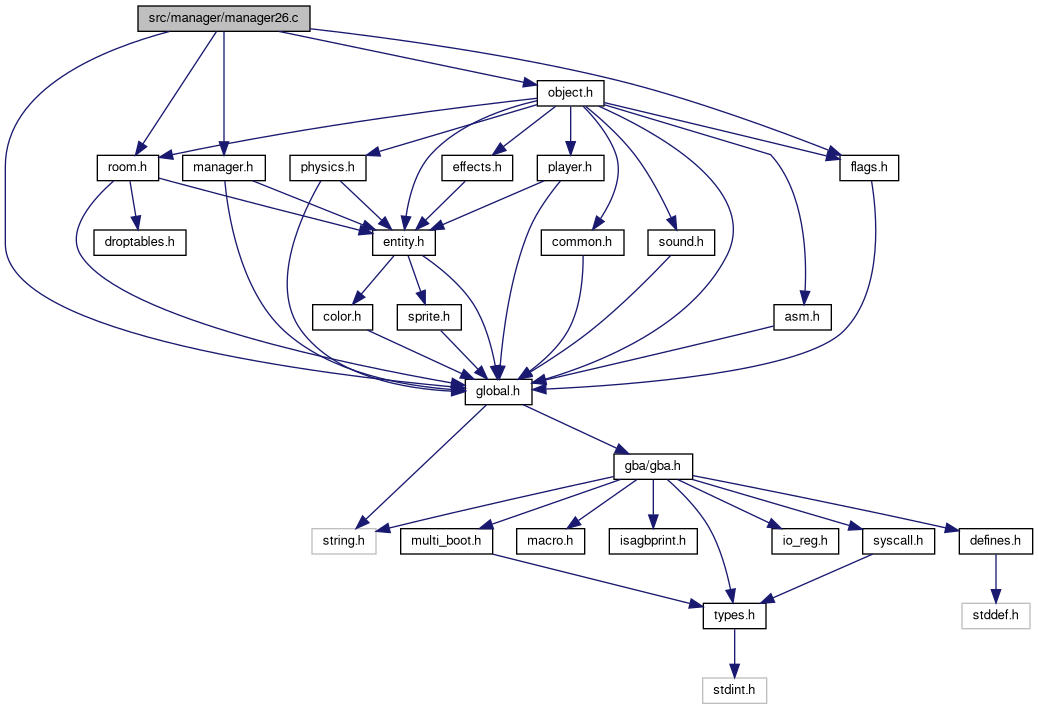 src/manager/manager26.c
object.h
room.h
manager.h
physics.h
effects.h
player.h
flags.h
droptables.h
entity.h
common.h
sound.h
color.h
sprite.h
asm.h
global.h
gba/gba.h
string.h
multi_boot.h
macro.h
isagbprint.h
io_reg.h
syscall.h
defines.h
types.h
stddef.h
stdint.h